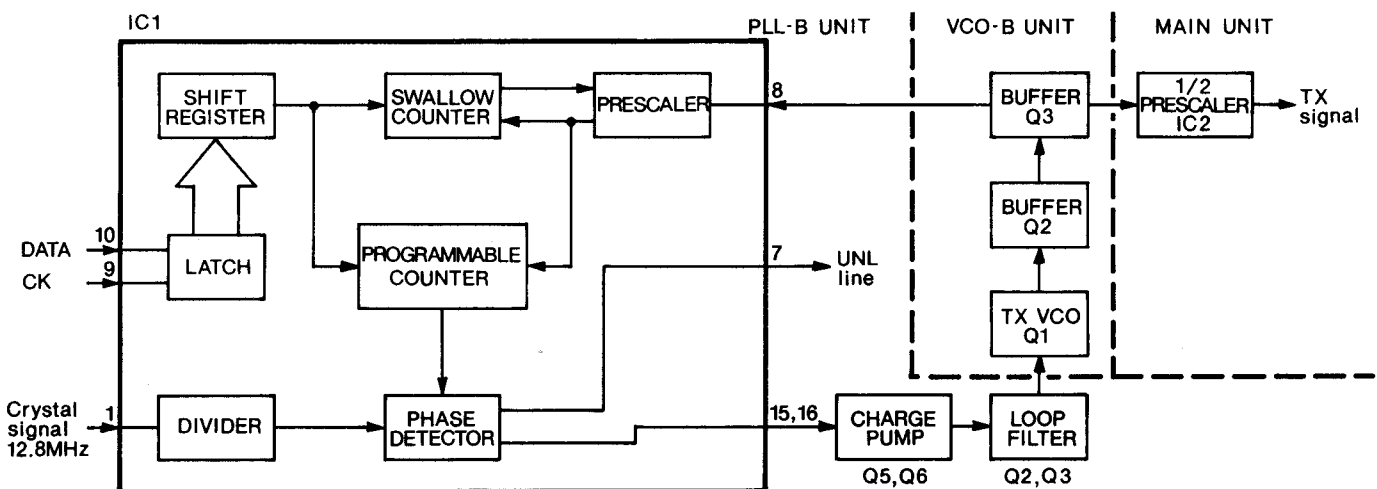 IC1
PLL-B UNIT
VCO-B UNIT
MAIN UNIT
SHIFT
REGISTER
SWALLOW
COUNTER
PRESCALER
8
BUFFER
Q3
1/2
PRESCALER
IC2
TX
signal
BUFFER
Q2
DATA
10
CK
9
LATCH
PROGRAMMABLE
COUNTER
7
UNL
line
TX VCO
Q1
Crystal
signal
12.8MHz
1
DIVIDER
PHASE
DETECTOR
15,16
CHARGE
PUMP
Q5,Q6
LOOP
FILTER
Q2,Q3